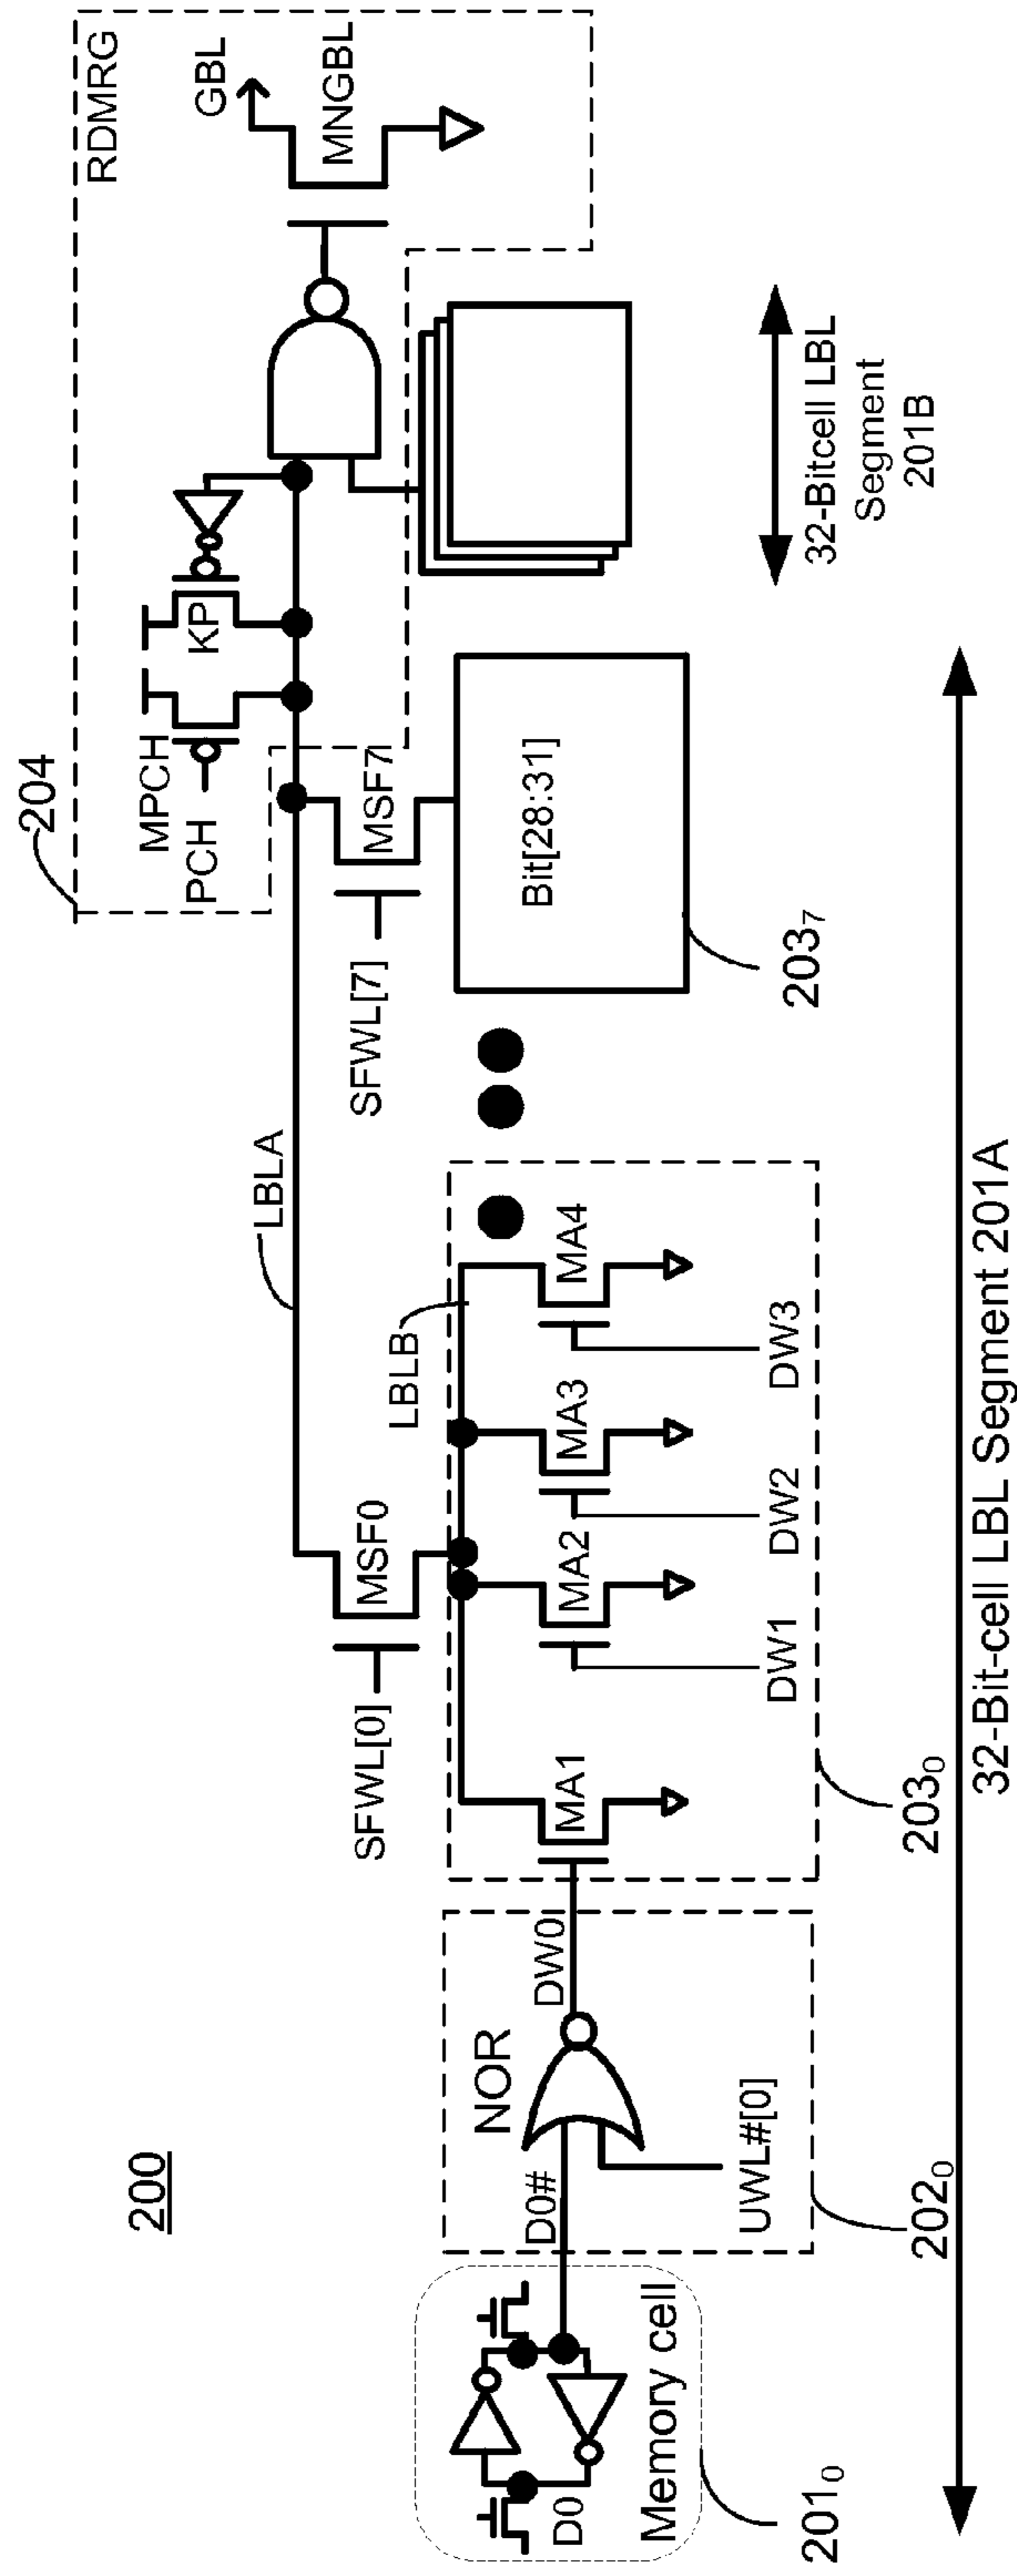 200
204
RDMRG
GBL
MNGBL
MPCH
PCH
KP
LBLA
SFWL[0]
MSF0
LBLB
SFWL[7]
MSF7
Bit[28:31]
203₇
32-Bitcell LBL
Segment
201B
Memory cell
D0
D0#
201₀
NOR
UWL#[0]
202₀
DW0
MA1
MA2
MA3
MA4
DW1
DW2
DW3
203₀
32-Bit-cell LBL Segment 201A